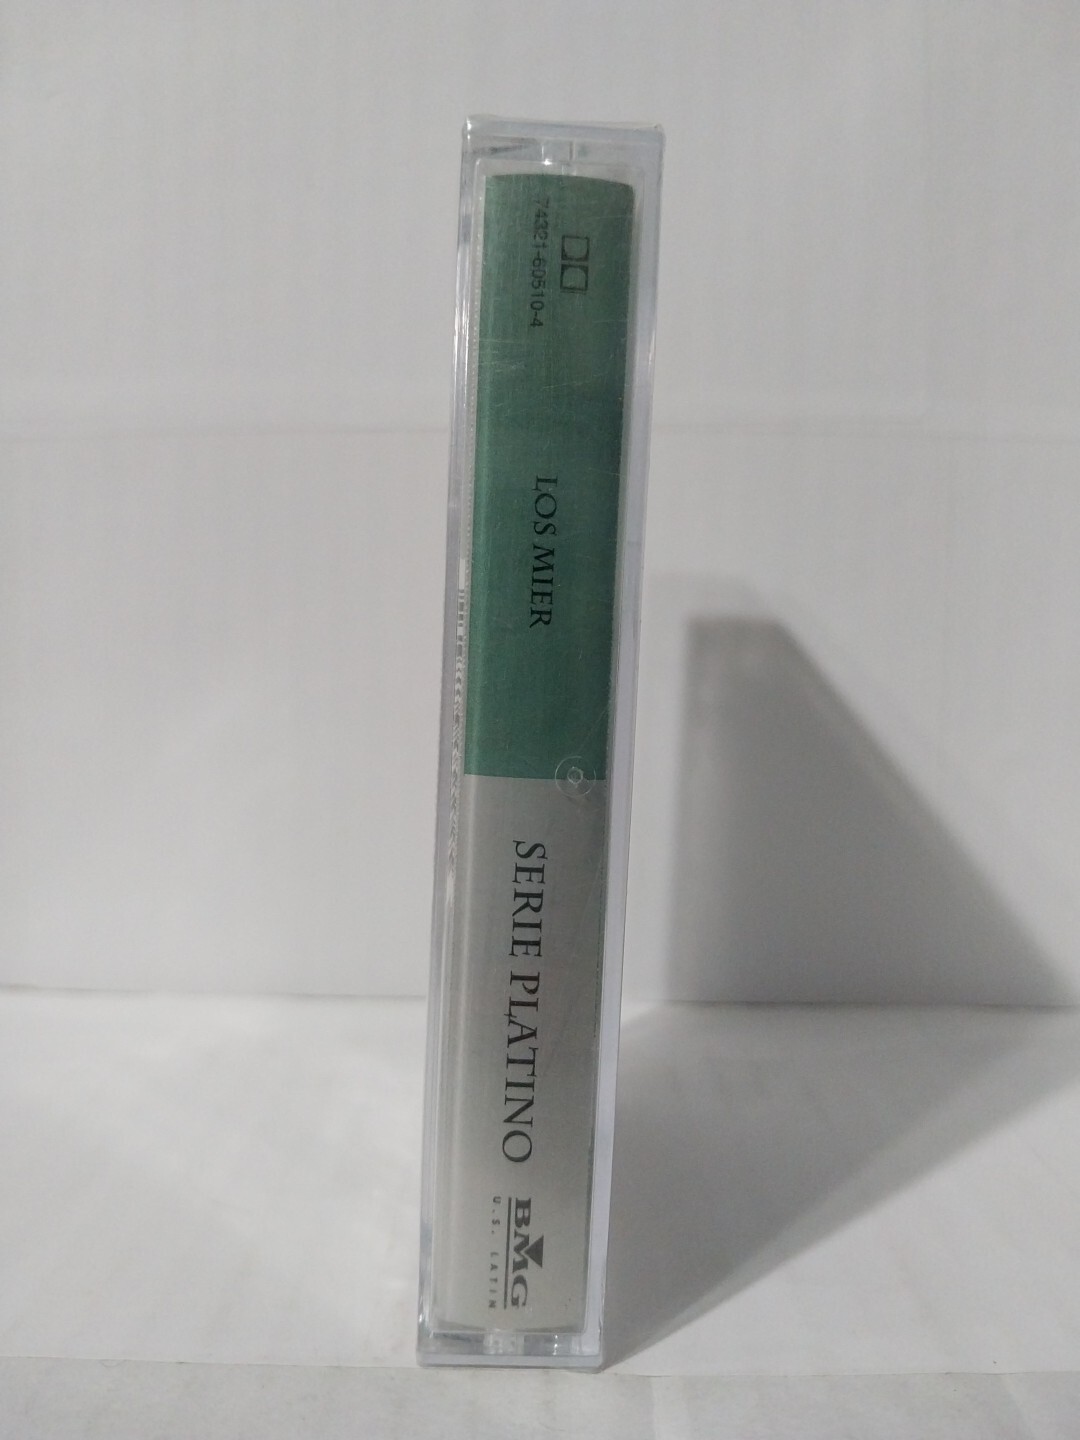 74321-60510-4
LOS MIER
SERIE PLATINO
BMG
U.S. LATIN